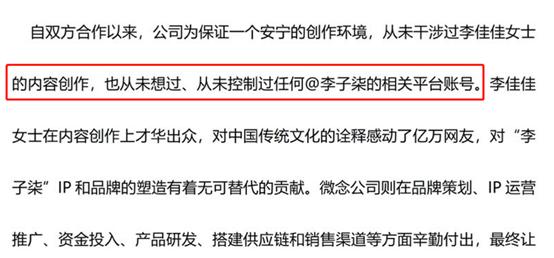 自双方合作以来，公司为保证一个安宁的创作环境，从未干涉过李佳佳女士
的内容创作，也从未想过、从未控制过任何@李子柒的相关平台账号。李佳佳
女士在内容创作上才华出众，对中国传统文化的诠释感动了亿万网友，对“李
子柒”IP 和品牌的塑造有着无可替代的贡献。微念公司则在品牌策划、IP 运营
推广、资金投入、产品研发、搭建供应链和销售渠道等方面辛勤付出，最终让